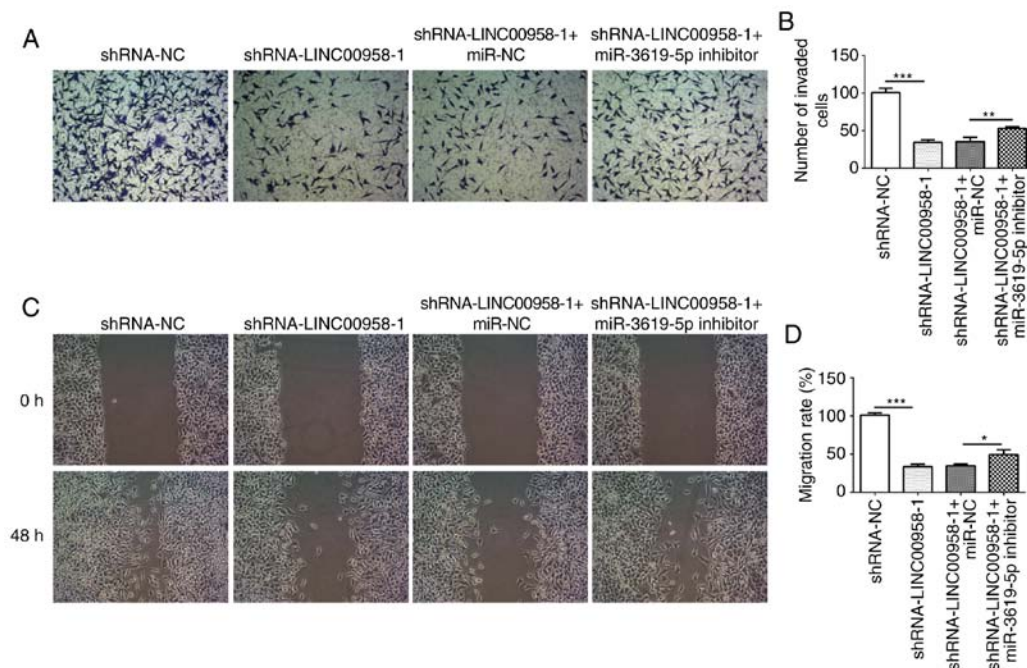 A
shRNA-NC
shRNA-LINC00958-1
shRNA-LINC00958-1+
miR-NC
shRNA-LINC00958-1+
miR-3619-5p inhibitor
B
Number of invaded
cells
150
100
50
0
***
**
shRNA-NC
shRNA-LINC00958-1
shRNA-LINC00958-1+
miR-NC
shRNA-LINC00958-1+
miR-3619-5p inhibitor
C
shRNA-NC
shRNA-LINC00958-1
shRNA-LINC00958-1+
miR-NC
shRNA-LINC00958-1+
miR-3619-5p inhibitor
0 h
48 h
D
Migration rate (%)
150
100
50
0
***
*
shRNA-NC
shRNA-LINC00958-1
shRNA-LINC00958-1+
miR-NC
shRNA-LINC00958-1+
miR-3619-5p inhibitor